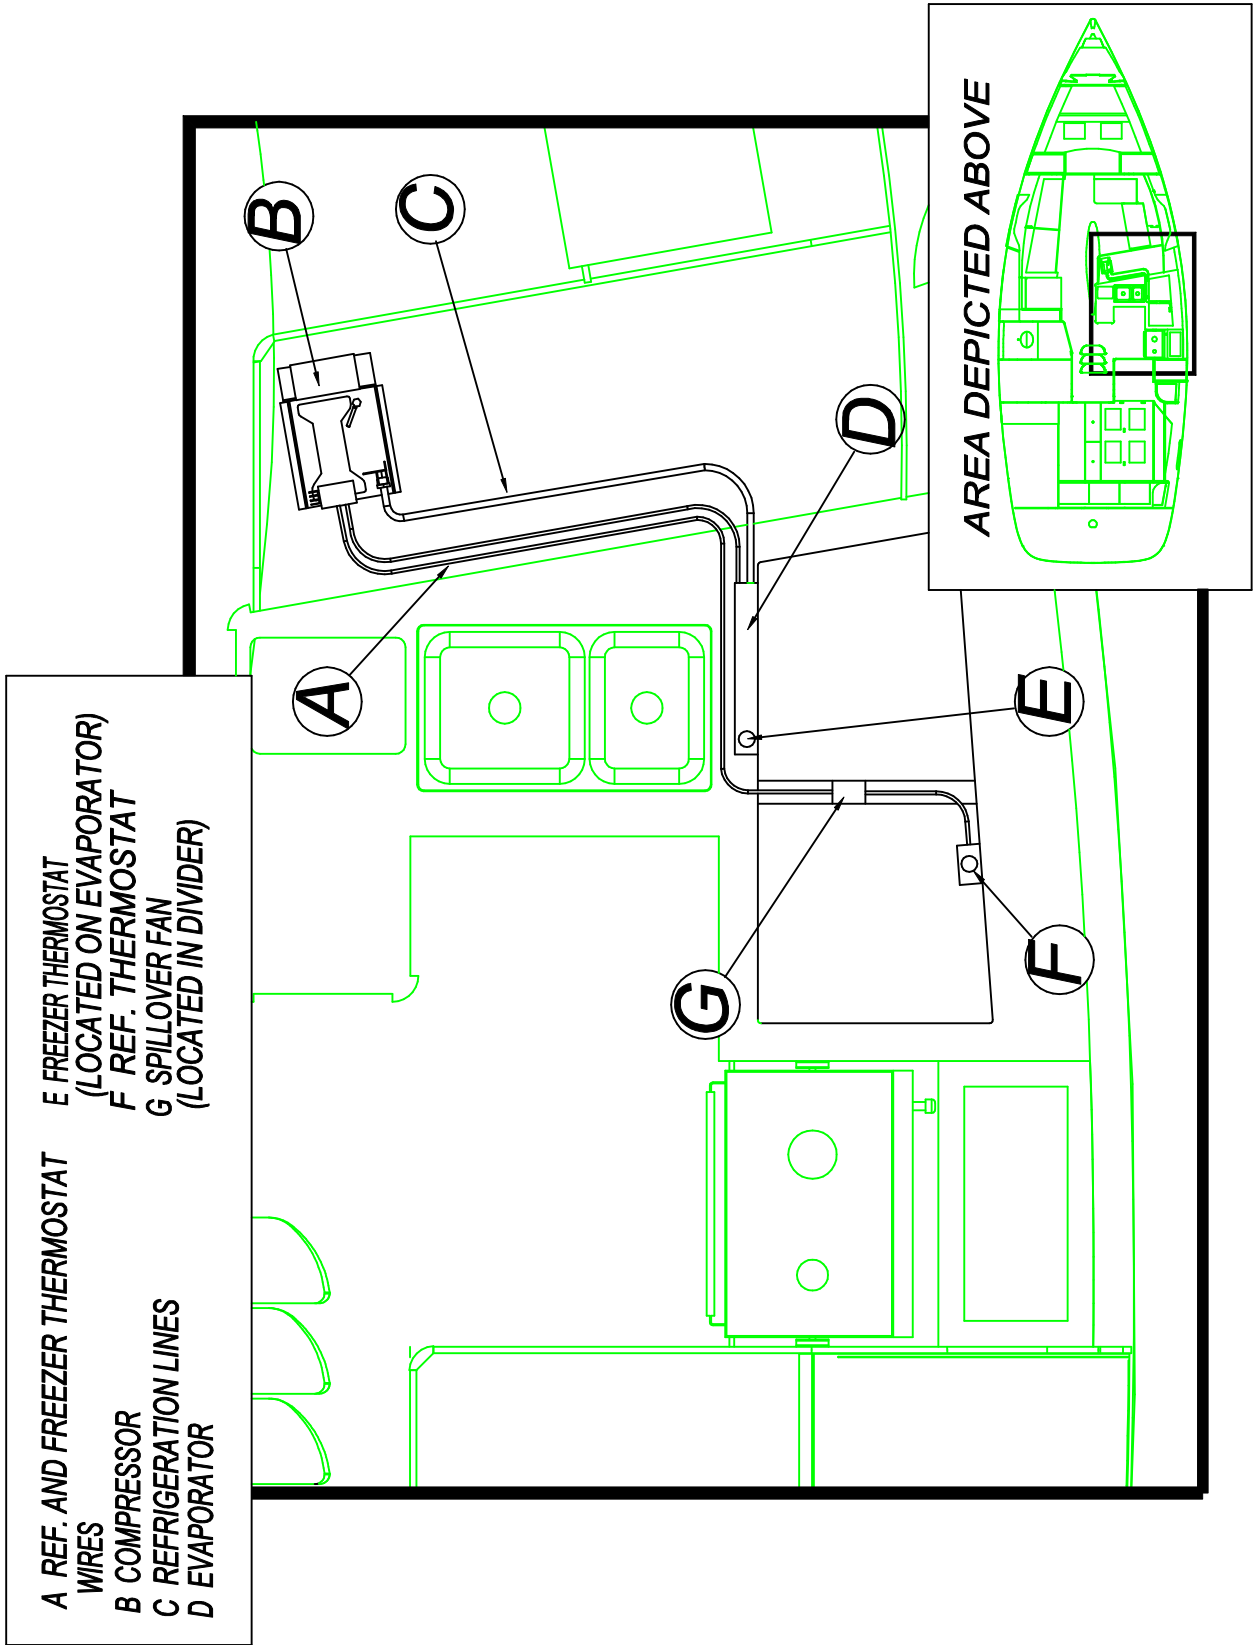 A REF. AND FREEZER THERMOSTAT
WIRES
B COMPRESSOR
C REFRIGERATION LINES
D EVAPORATOR
E FREEZER THERMOSTAT
(LOCATED ON EVAPORATOR)
F REF. THERMOSTAT
G SPILLOVER FAN
(LOCATED IN DIVIDER)
G
F
A
E
D
B
C
AREA DEPICTED ABOVE